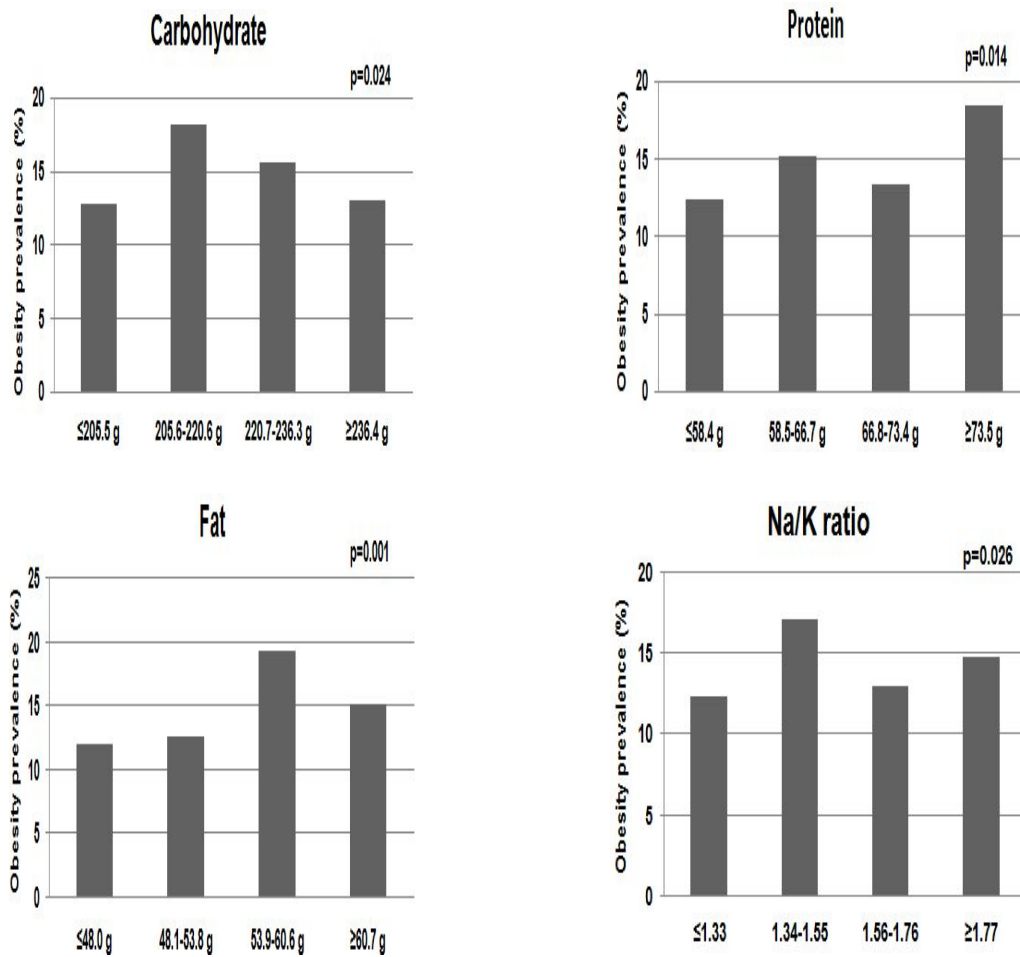 Carbohydrate
p=0.024
Obesity prevalence (%)
20
15
10
5
0
≤205.5 g 205.6-220.6 g 220.7-236.3 g ≥236.4 g
Protein
p=0.014
Obesity prevalence (%)
20
15
10
5
0
≤58.4 g 58.5-66.7 g 66.8-73.4 g ≥73.5 g
Fat
p=0.001
Obesity prevalence (%)
25
20
15
10
5
0
≤48.0 g 48.1-53.8 g 53.9-60.6 g ≥60.7 g
Na/K ratio
p=0.026
Obesity prevalence (%)
20
15
10
5
0
≤1.33 1.34-1.55 1.56-1.76 ≥1.77